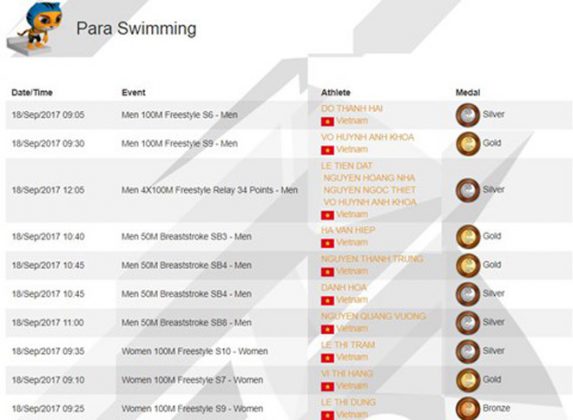 Para Swimming
Date/Time Event Athlete Medal
18/Sep/2017 09:05 Men 100M Freestyle S6 - Men DO THANH HAI Vietnam Silver
18/Sep/2017 09:30 Men 100M Freestyle S9 - Men VO HUYNH ANH KHOA Vietnam Gold
18/Sep/2017 12:05 Men 4X100M Freestyle Relay 34 Points - Men LE TIEN DAT NGUYEN HOANG NHA NGUYEN NGOC THIET VO HUYNH ANH KHOA Vietnam Silver
18/Sep/2017 10:40 Men 50M Breaststroke SB3 - Men HA VAN HIEP Vietnam Gold
18/Sep/2017 10:45 Men 50M Breaststroke SB4 - Men NGUYEN THANH TRUNG Vietnam Gold
18/Sep/2017 10:45 Men 50M Breaststroke SB4 - Men DANH HOA Vietnam Silver
18/Sep/2017 11:00 Men 50M Breaststroke SB6 - Men NGUYEN QUANG VUONG Vietnam Silver
18/Sep/2017 09:35 Women 100M Freestyle S10 - Women LE THI TRAM Vietnam Silver
18/Sep/2017 09:10 Women 100M Freestyle S7 - Women VI THI HANG Vietnam Gold
18/Sep/2017 09:25 Women 100M Freestyle S9 - Women LE THI DUNG Vietnam Bronze